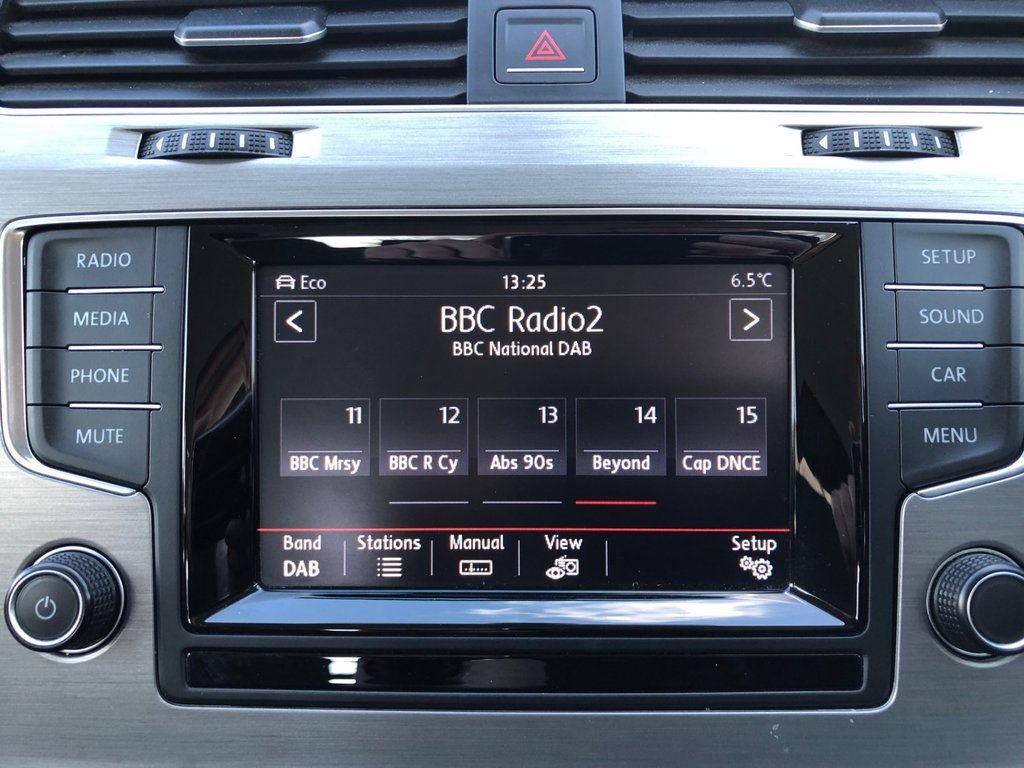 RADIO
MEDIA
PHONE
MUTE
Eco 13:25 6.5°C
< BBC Radio2 >
BBC National DAB
11 12 13 14 15
BBC Mrsy BBC R Cy Abs 90s Beyond Cap DNCE
Band Stations Manual View Setup
DAB
SETUP
SOUND
CAR
MENU